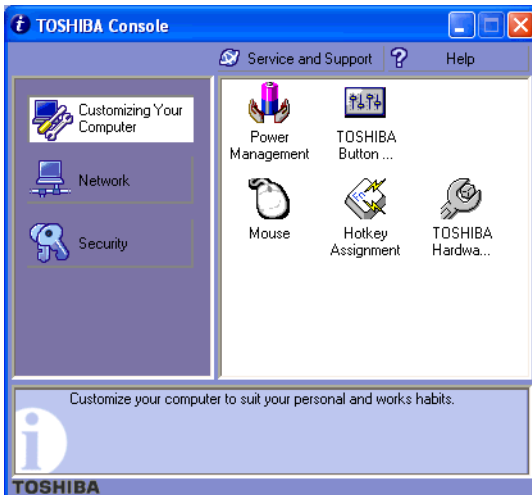 TOSHIBA Console
Service and Support
Help
Customizing Your
Computer
Network
Security
Power
Management
TOSHIBA
Button ...
Mouse
Fn
Hotkey
Assignment
TOSHIBA
Hardwa...
Customize your computer to suit your personal and works habits.
TOSHIBA